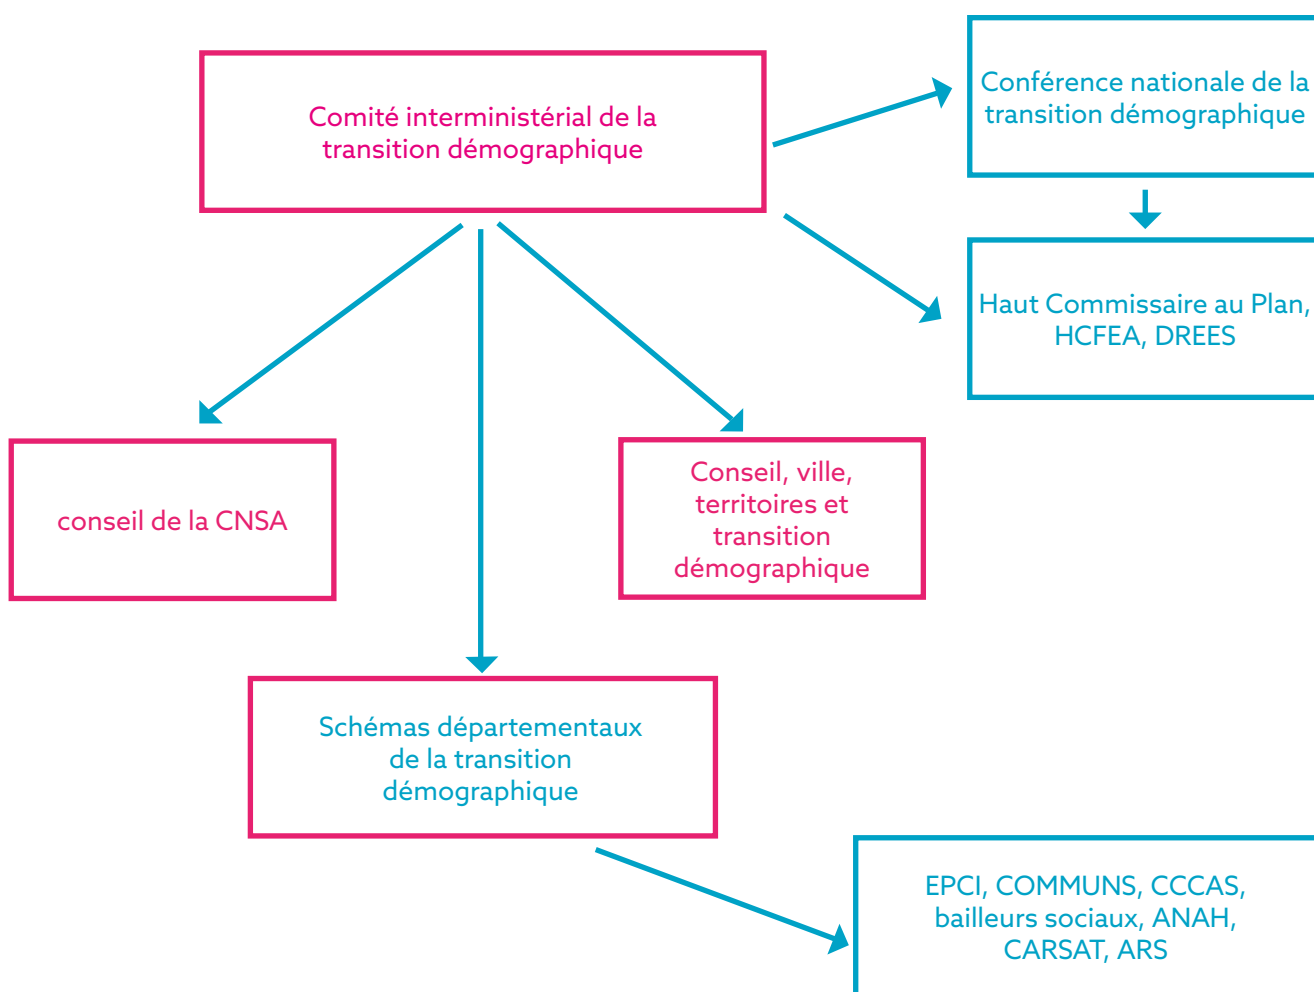 Comité interministérial de la
transition démographique
Conférence nationale de la
transition démographique
Haut Commissaire au Plan,
HCFEA, DREES
conseil de la CNSA
Conseil, ville,
territoires et
transition
démographique
Schémas départementaux
de la transition
démographique
EPCI, COMMUNS, CCCAS,
bailleurs sociaux, ANAH,
CARSAT, ARS